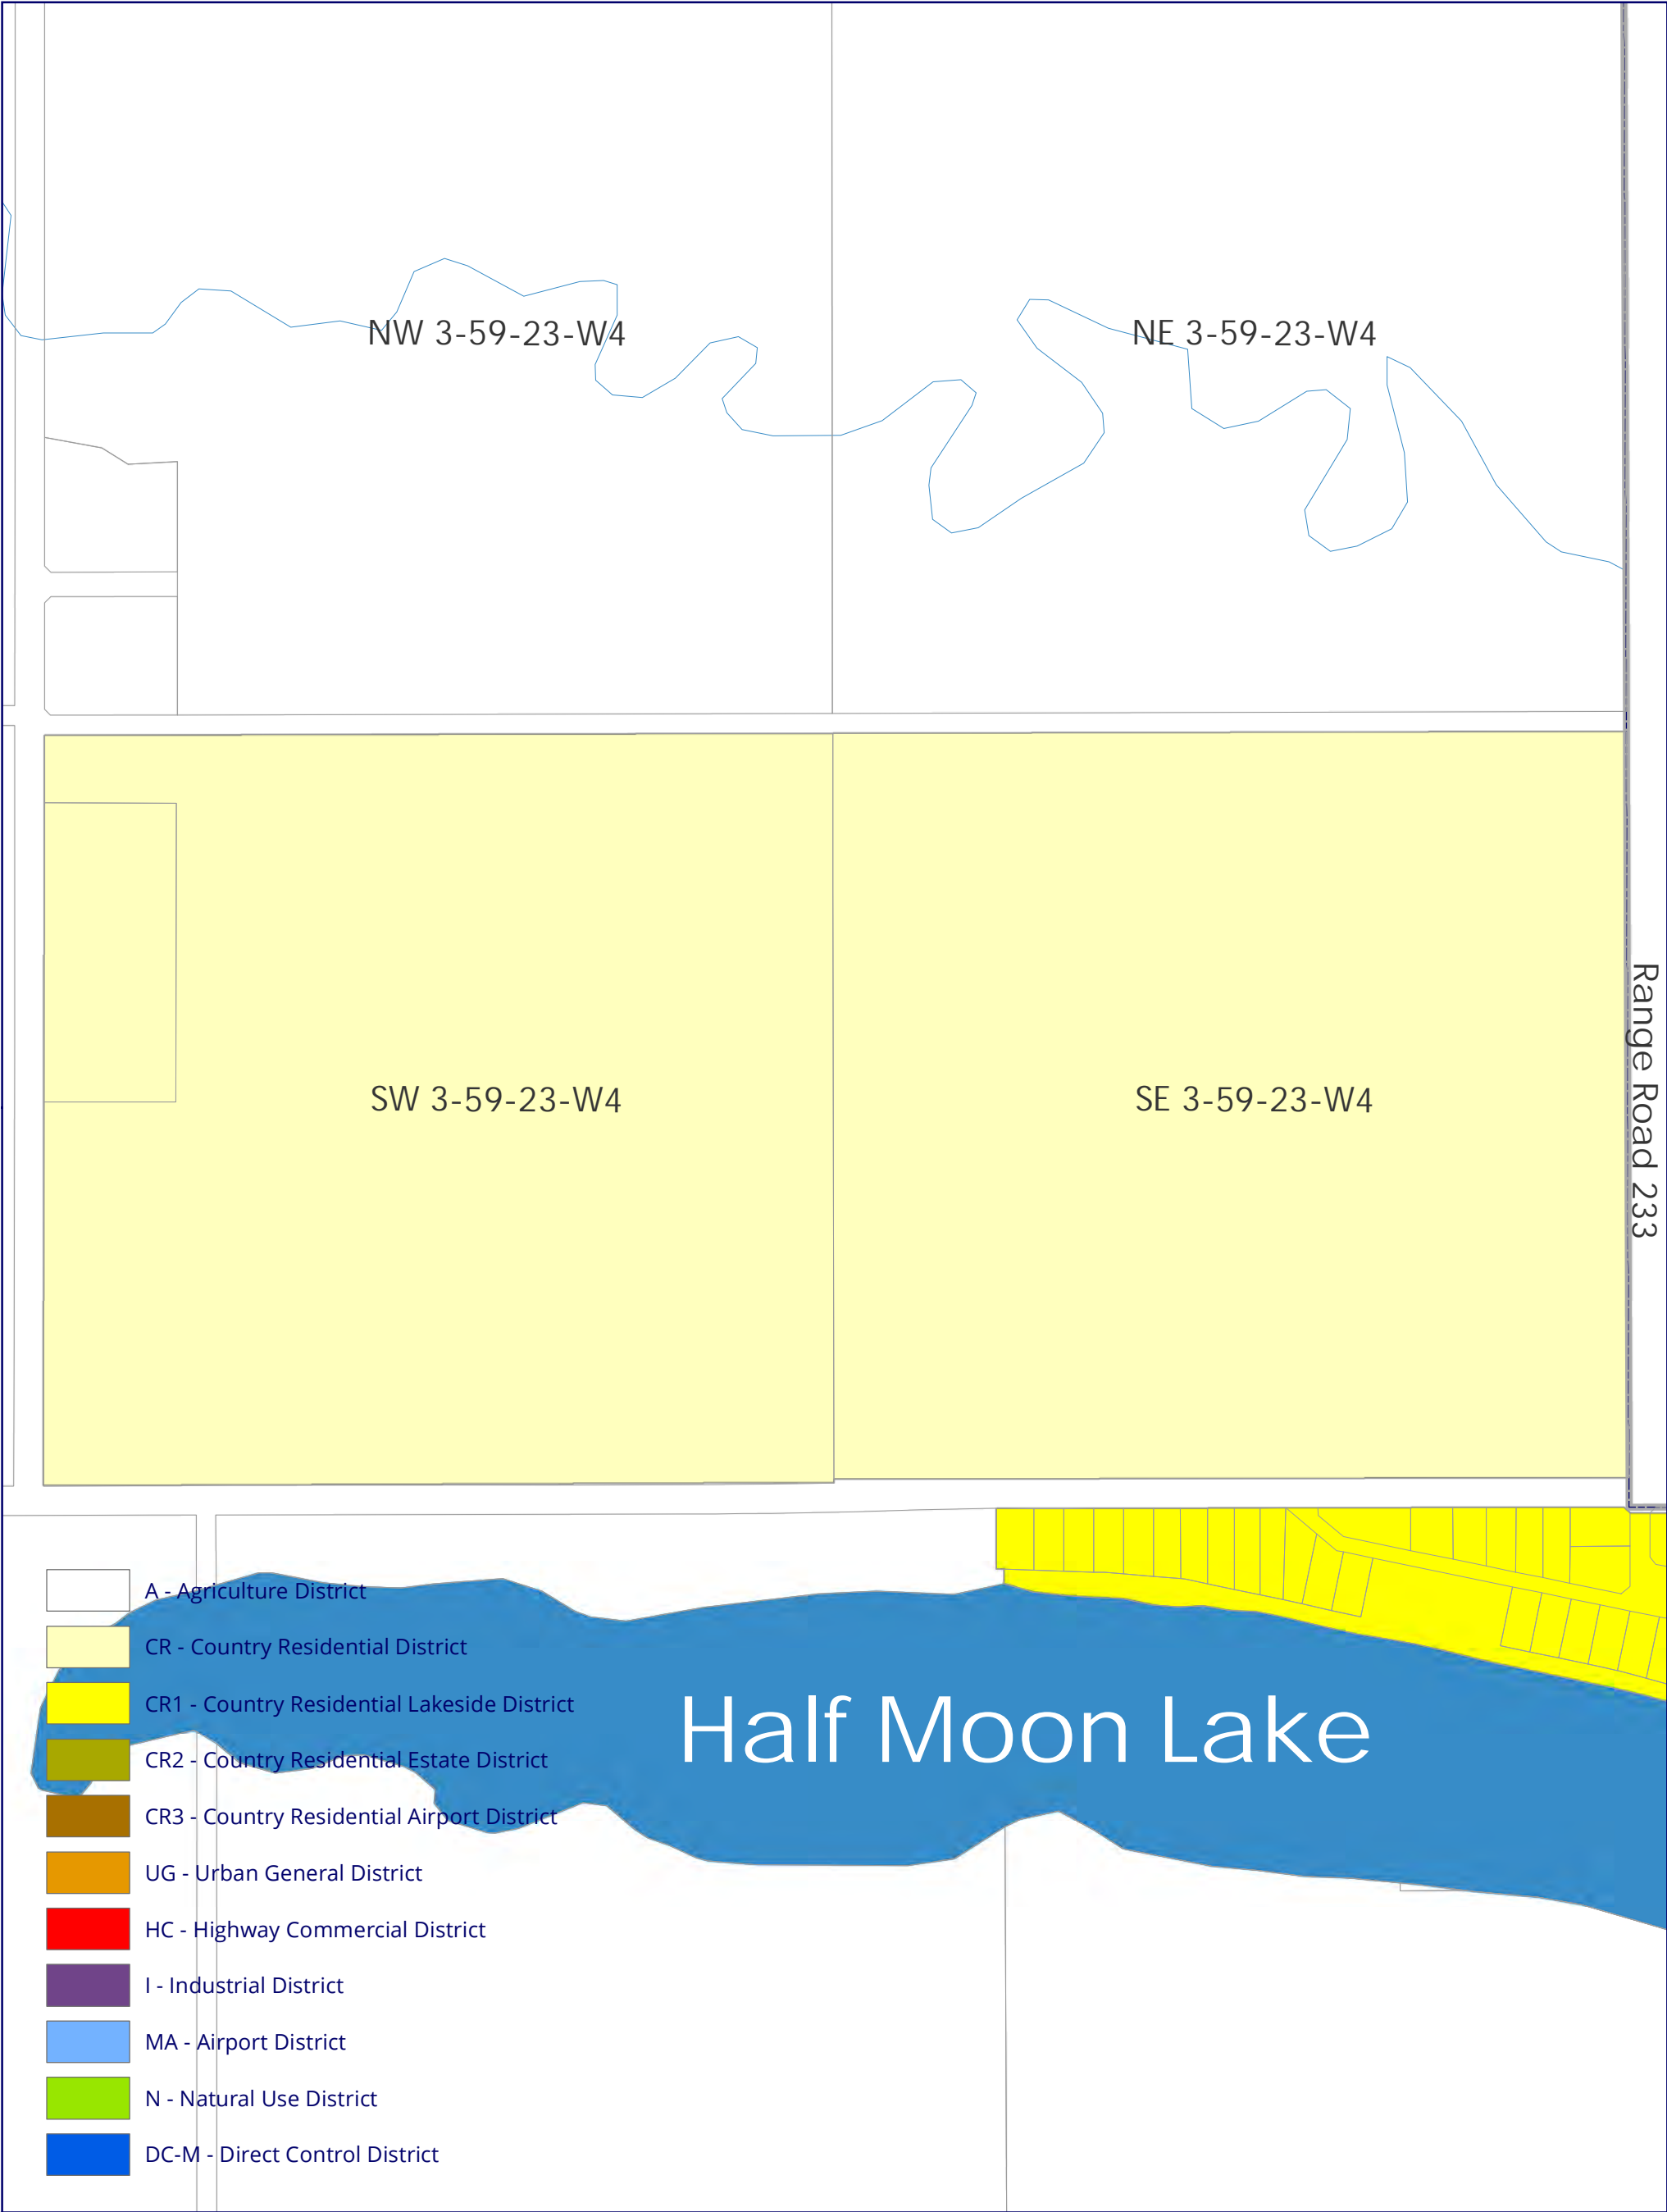 NW 3-59-23-W4
NE 3-59-23-W4
SW 3-59-23-W4
SE 3-59-23-W4
Range Road 233
Half Moon Lake
A - Agriculture District
CR - Country Residential District
CR1 - Country Residential Lakeside District
CR2 - Country Residential Estate District
CR3 - Country Residential Airport District
UG - Urban General District
HC - Highway Commercial District
I - Industrial District
MA - Airport District
N - Natural Use District
DC-M - Direct Control District